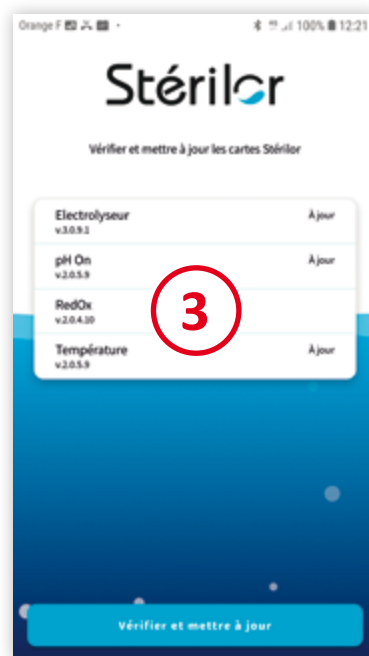 Orange F
100% 12:21
Stérilor
Vérifier et mettre à jour les cartes Stérilor
Electrolyseur À jour
v.3.0.9.1
pH On À jour
v.2.0.5.9
RedOx
v.2.0.4.10
3
Température À jour
v.2.0.5.9
Vérifier et mettre à jour